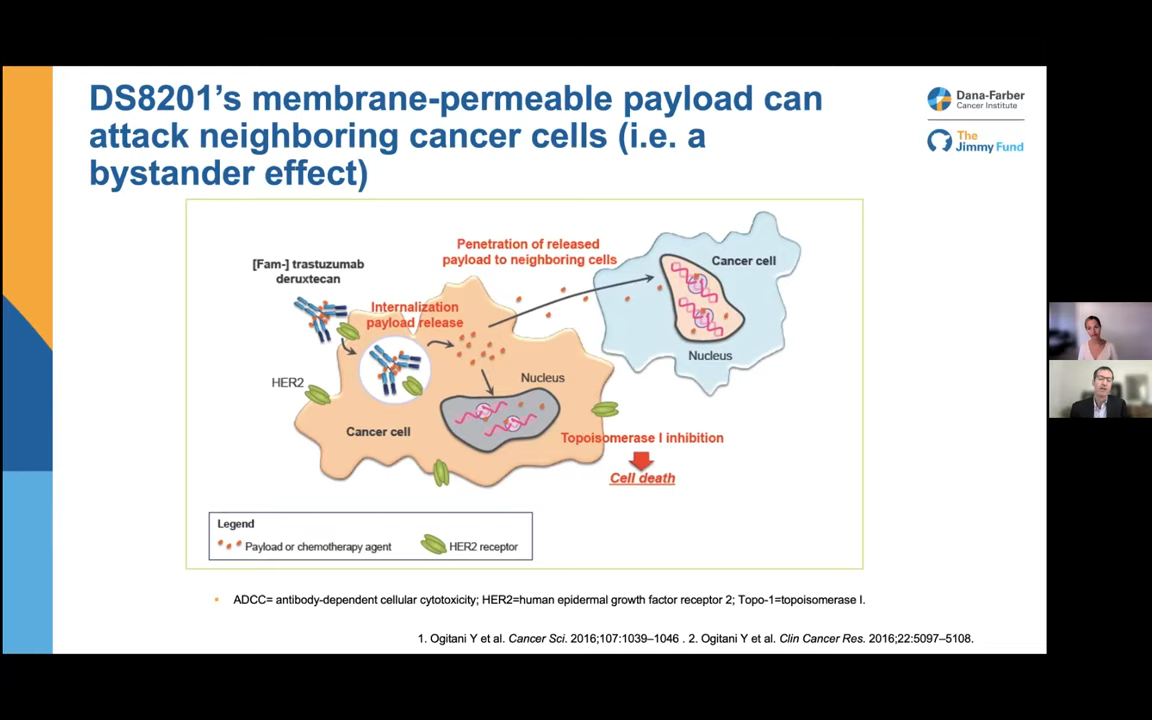 DS8201's membrane-permeable payload can
attack neighboring cancer cells (i.e. a
bystander effect)
Dana-Farber
Cancer Institute
The
Jimmy Fund
[Fam-] trastuzumab
deruxtecan
Internalization
payload release
Penetration of released
payload to neighboring cells
Cancer cell
Nucleus
HER2
Nucleus
Cancer cell
Topoisomerase I inhibition
Cell death
Legend
Payload or chemotherapy agent
HER2 receptor
• ADCC= antibody-dependent cellular cytotoxicity; HER2=human epidermal growth factor receptor 2; Topo-1=topoisomerase I.
1. Ogitani Y et al. Cancer Sci. 2016;107:1039–1046 . 2. Ogitani Y et al. Clin Cancer Res. 2016;22:5097–5108.